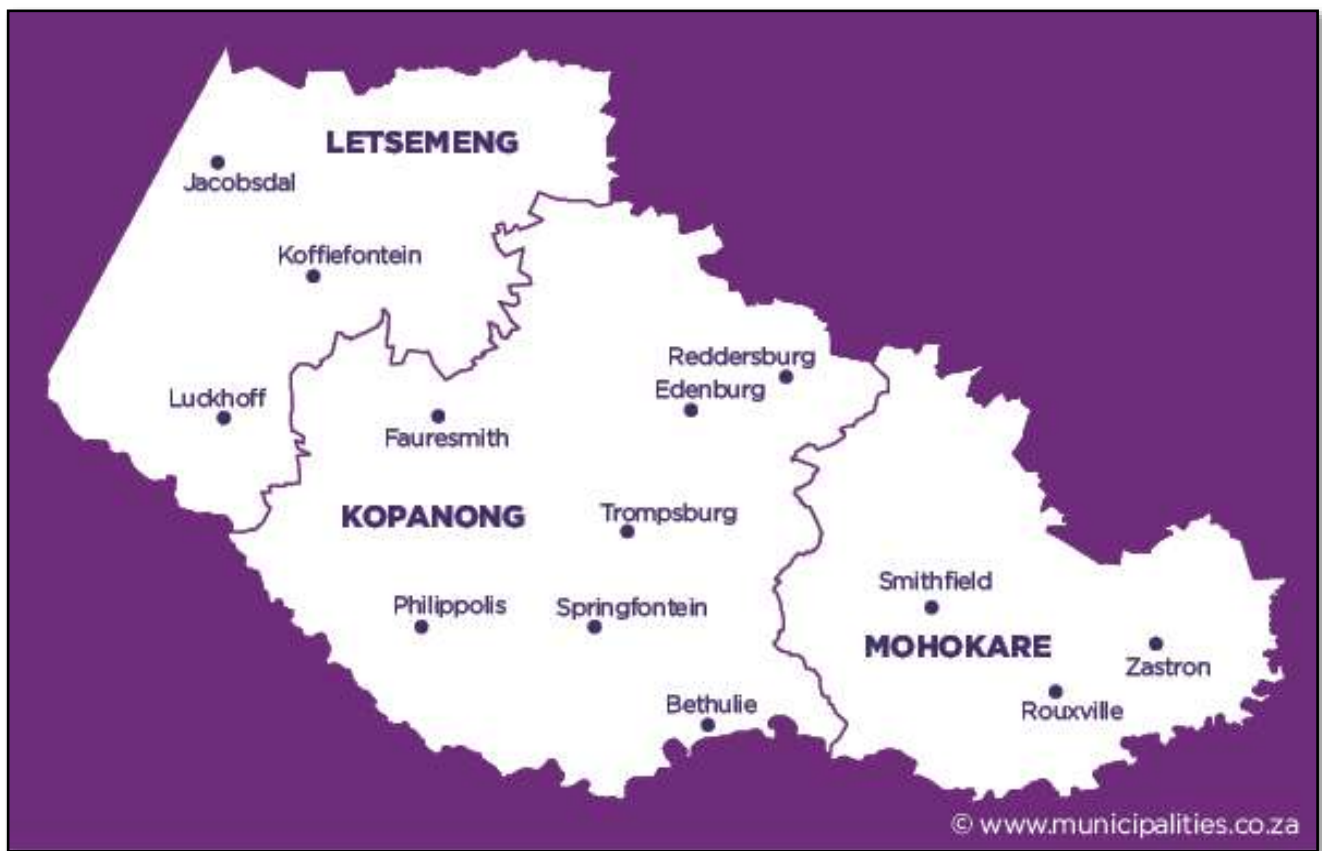 LETSEMENG
Jacobsdal
Koffiefontein
Reddersburg
Edenburg
Luckhoff
Fauresmith
KOPANONG
Trompsburg
Smithfield
Philippolis
Springfontein
MOHOKARE
Zastron
Bethulie
Rouxville
© www.municipalities.co.za